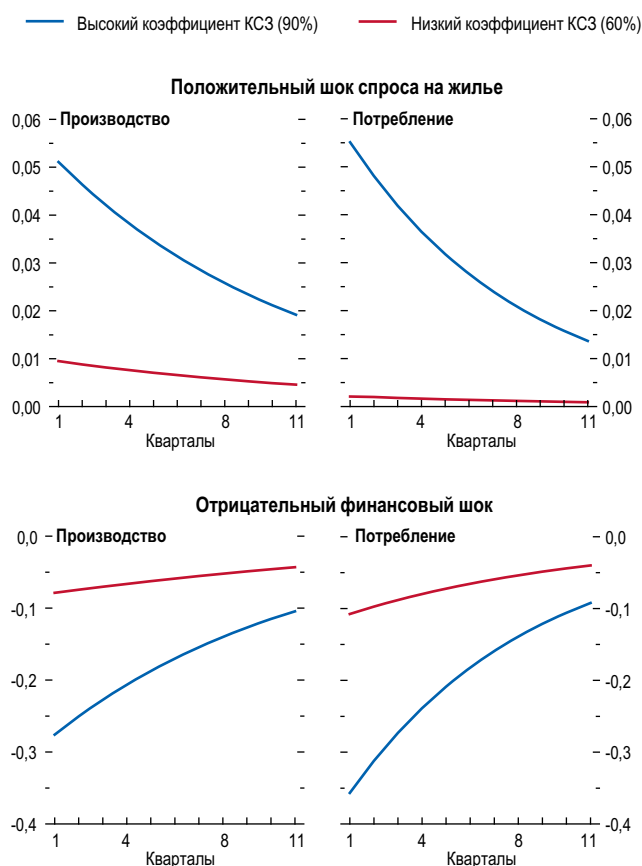 Высокий коэффициент КСЗ (90%) Низкий коэффициент КСЗ (60%)
Положительный шок спроса на жилье
Производство
0,06
0,05
0,04
0,03
0,02
0,01
0,00
1 4 8 11
Кварталы
Потребление
0,06
0,05
0,04
0,03
0,02
0,01
0,00
1 4 8 11
Кварталы
Отрицательный финансовый шок
Производство
0,0
-0,1
-0,2
-0,3
-0,4
1 4 8 11
Кварталы
Потребление
0,0
-0,1
-0,2
-0,3
-0,4
1 4 8 11
Кварталы